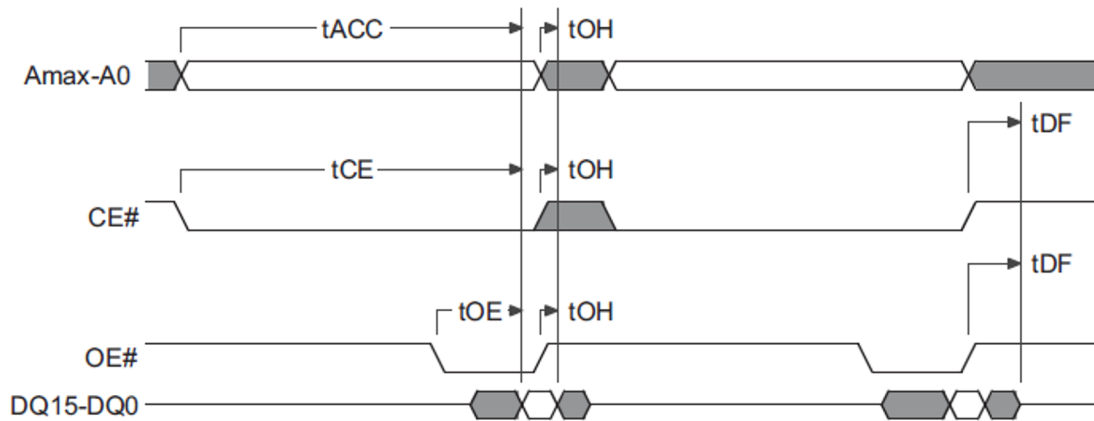 tACC tOH
Amax-A0
tDF
tCE tOH
CE#
tDF
tOE tOH
OE#
DQ15-DQ0